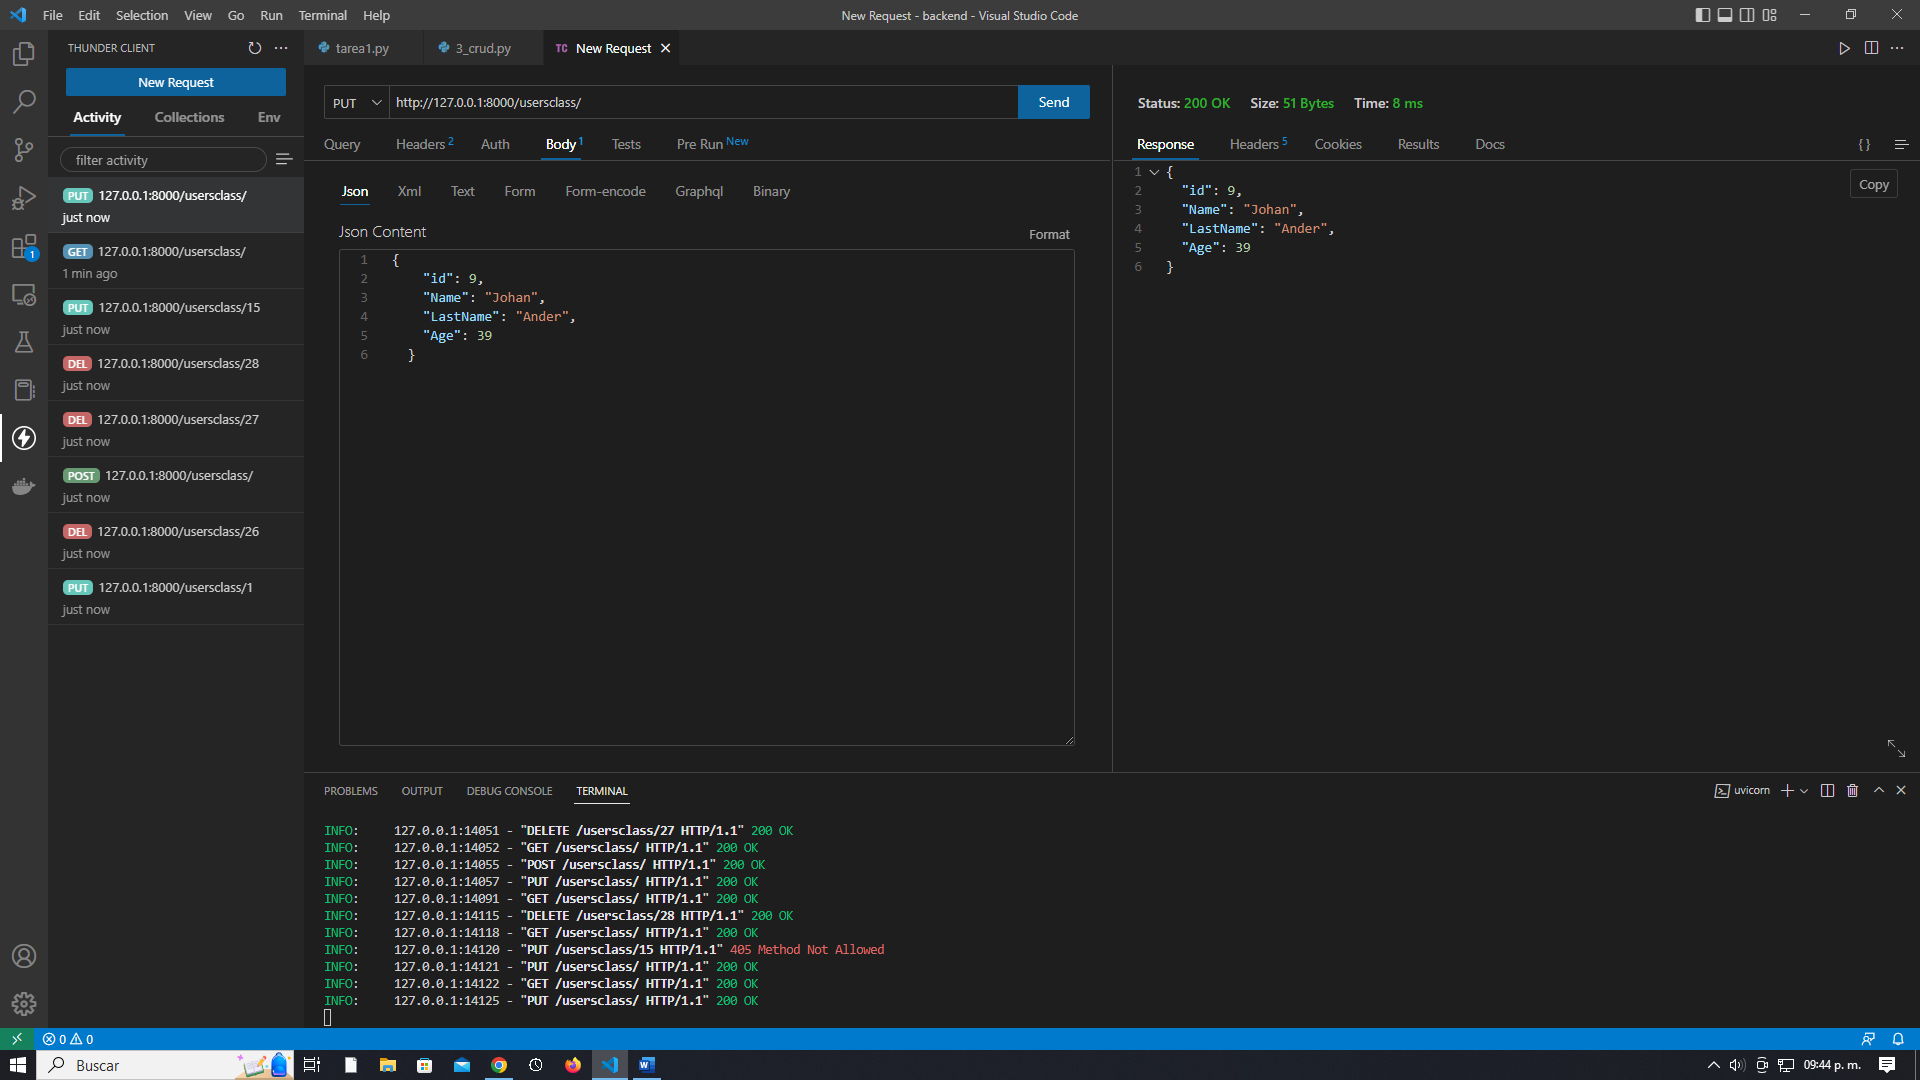 File Edit Selection View Go Run Terminal Help
New Request - backend - Visual Studio Code
THUNDER CLIENT
New Request
Activity Collections Env
filter activity
PUT 127.0.0.1:8000/usersclass/
just now
GET 127.0.0.1:8000/usersclass/
1 min ago
PUT 127.0.0.1:8000/usersclass/15
just now
DEL 127.0.0.1:8000/usersclass/28
just now
DEL 127.0.0.1:8000/usersclass/27
just now
POST 127.0.0.1:8000/usersclass/
just now
DEL 127.0.0.1:8000/usersclass/26
just now
PUT 127.0.0.1:8000/usersclass/1
just now
1
tarea1.py 3_crud.py TC New Request
PUT http://127.0.0.1:8000/usersclass/ Send
Query Headers 2 Auth Body 1 Tests Pre Run New
Json Xml Text Form Form-encode Graphql Binary
Json Content
Format
1 {
2 "id": 9,
3 "Name": "Johan",
4 "LastName": "Ander",
5 "Age": 39
6 }
Status: 200 OK Size: 51 Bytes Time: 8 ms
Response Headers 5 Cookies Results Docs { }
Copy
1 {
2 "id": 9,
3 "Name": "Johan",
4 "LastName": "Ander",
5 "Age": 39
6 }
PROBLEMS OUTPUT DEBUG CONSOLE TERMINAL
uvicorn
INFO: 127.0.0.1:14051 - "DELETE /usersclass/27 HTTP/1.1" 200 OK
INFO: 127.0.0.1:14052 - "GET /usersclass/ HTTP/1.1" 200 OK
INFO: 127.0.0.1:14055 - "POST /usersclass/ HTTP/1.1" 200 OK
INFO: 127.0.0.1:14057 - "PUT /usersclass/ HTTP/1.1" 200 OK
INFO: 127.0.0.1:14091 - "GET /usersclass/ HTTP/1.1" 200 OK
INFO: 127.0.0.1:14115 - "DELETE /usersclass/28 HTTP/1.1" 200 OK
INFO: 127.0.0.1:14118 - "GET /usersclass/ HTTP/1.1" 200 OK
INFO: 127.0.0.1:14120 - "PUT /usersclass/15 HTTP/1.1" 405 Method Not Allowed
INFO: 127.0.0.1:14121 - "PUT /usersclass/ HTTP/1.1" 200 OK
INFO: 127.0.0.1:14122 - "GET /usersclass/ HTTP/1.1" 200 OK
INFO: 127.0.0.1:14125 - "PUT /usersclass/ HTTP/1.1" 200 OK
0 0
Buscar
09:44 p. m.